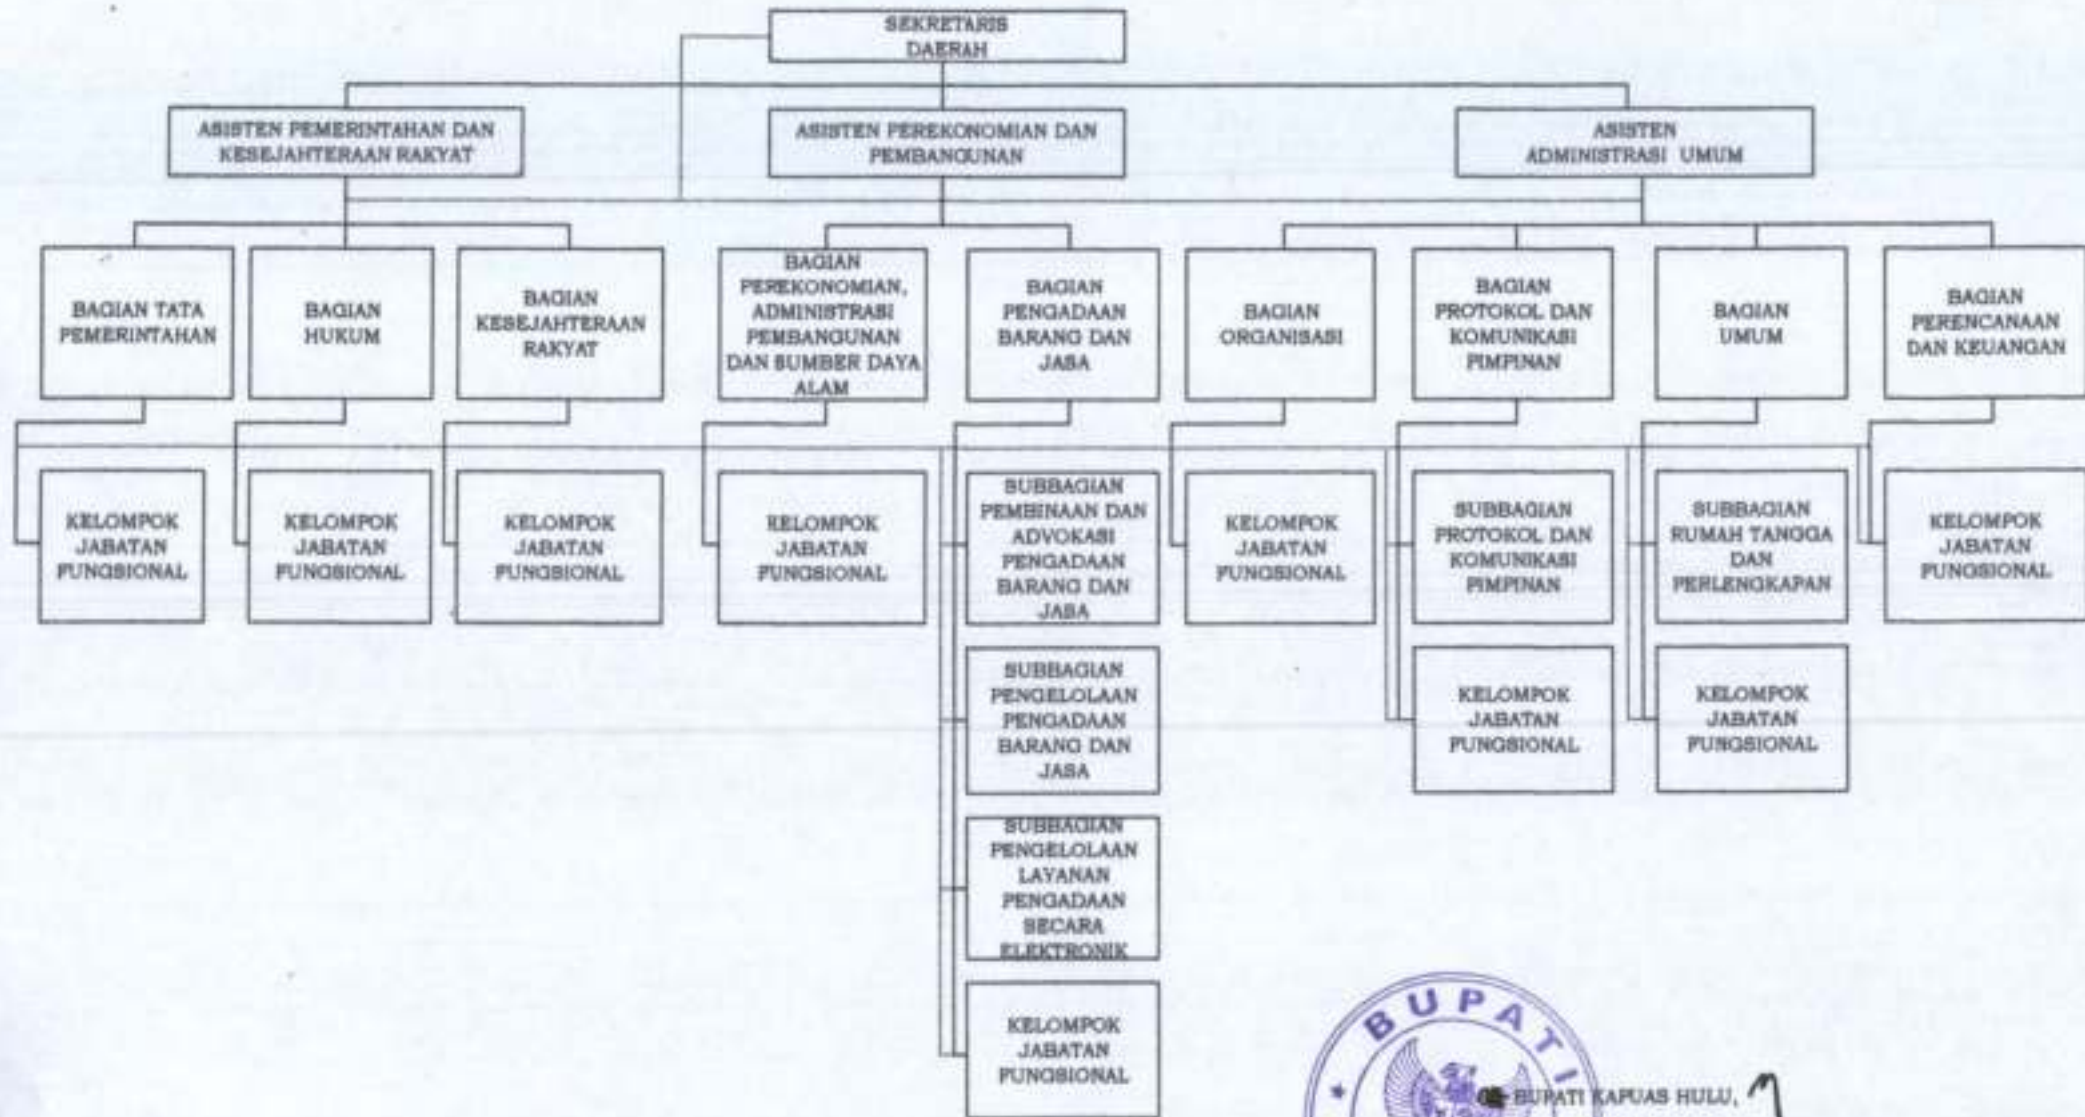 SEKRETARIS
DAERAH
ASISTEN PEMERINTAHAN DAN
KESEJAHTERAAN RAKYAT
ASISTEN PEREKONOMIAN DAN
PEMBANGUNAN
ASISTEN
ADMINISTRASI UMUM
BAGIAN TATA
PEMERINTAHAN
BAGIAN
HUKUM
BAGIAN
KESEJAHTERAAN
RAKYAT
BAGIAN
PEREKONOMIAN,
ADMINISTRASI
PEMBANGUNAN
DAN SUMBER DAYA
ALAM
BAGIAN
PENGADAAN
BARANG DAN
JASA
BAGIAN
ORGANISASI
BAGIAN
PROTOKOL DAN
KOMUNIKASI
PIMPINAN
BAGIAN
UMUM
BAGIAN
PERENCANAAN
DAN KEUANGAN
KELOMPOK
JABATAN
FUNGSIONAL
KELOMPOK
JABATAN
FUNGSIONAL
KELOMPOK
JABATAN
FUNGSIONAL
KELOMPOK
JABATAN
FUNGSIONAL
SUBBAGIAN
PEMBINAAN DAN
ADVOKASI
PENGADAAN
BARANG DAN
JASA
KELOMPOK
JABATAN
FUNGSIONAL
SUBBAGIAN
PROTOKOL DAN
KOMUNIKASI
PIMPINAN
SUBBAGIAN
RUMAH TANGGA
DAN
PERLENGKAPAN
KELOMPOK
JABATAN
FUNGSIONAL
SUBBAGIAN
PENGELOLAAN
PENGADAAN
BARANG DAN
JASA
KELOMPOK
JABATAN
FUNGSIONAL
KELOMPOK
JABATAN
FUNGSIONAL
SUBBAGIAN
PENGELOLAAN
LAYANAN
PENGADAAN
SECARA
ELEKTRONIK
KELOMPOK
JABATAN
FUNGSIONAL
BUPATI
BUPATI KAPUAS HULU,